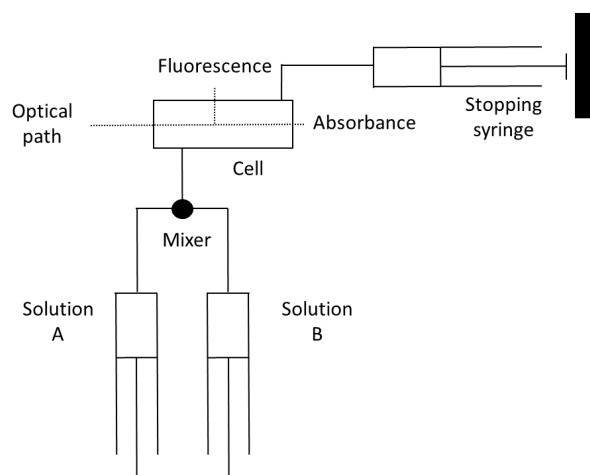 Fluorescence
Optical
path
Absorbance
Stopping
syringe
Cell
Mixer
Solution
A
Solution
B